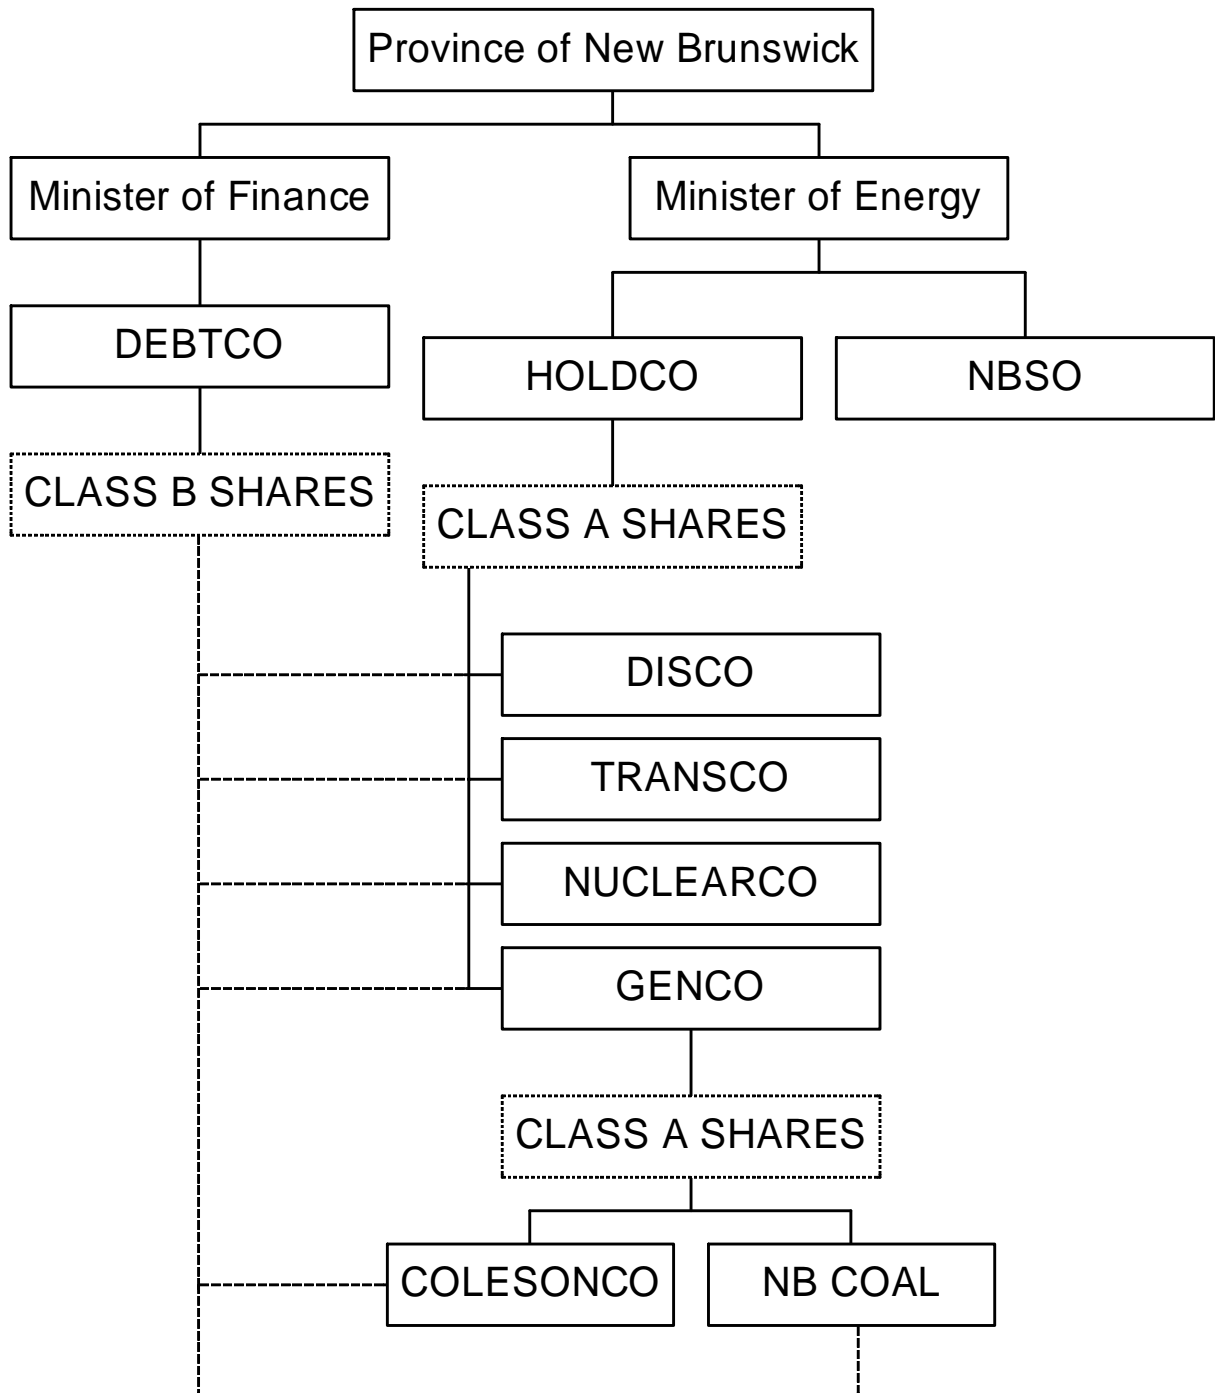 Province of New Brunswick
Minister of Finance
Minister of Energy
DEBTCO
HOLDCO
NBSO
CLASS B SHARES
CLASS A SHARES
DISCO
TRANSCO
NUCLEARCO
GENCO
CLASS A SHARES
COLESONCO
NB COAL